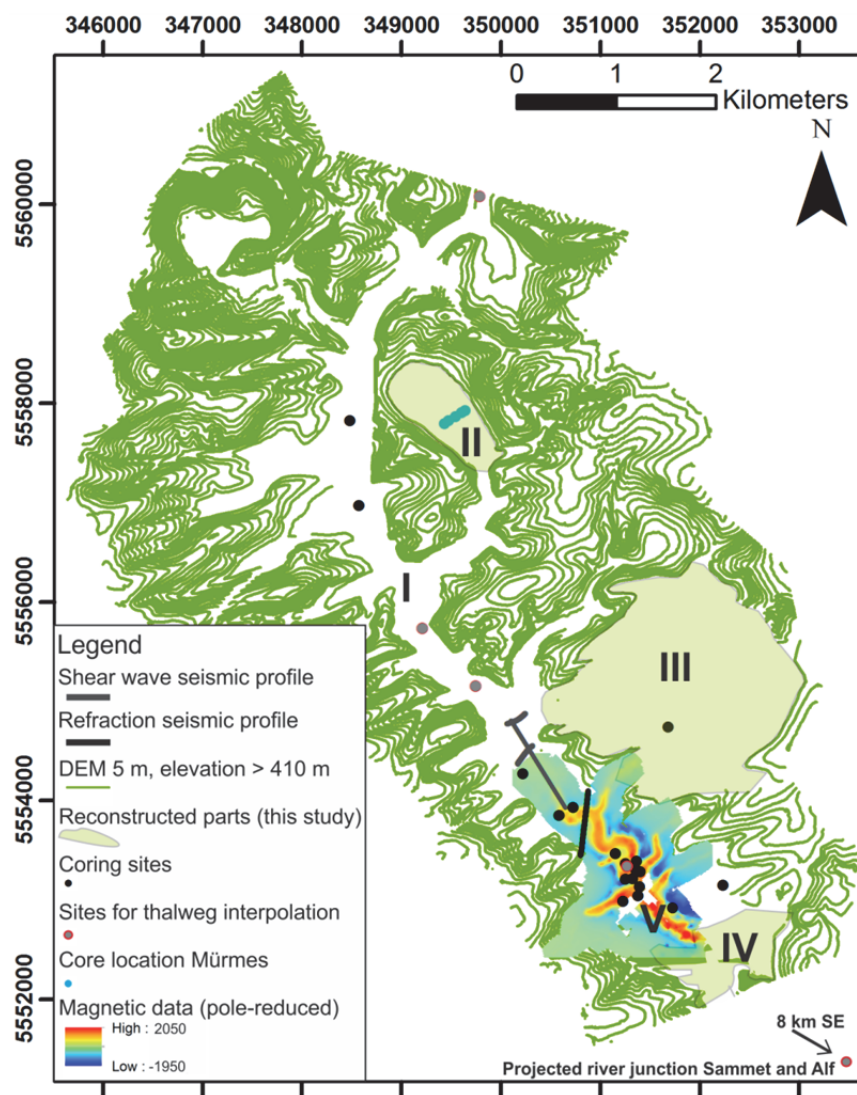 346000 347000 348000 349000 350000 351000 352000 353000
0 1 2
Kilometers
N
5560000
5558000
5556000
5554000
5552000
II
I
III
V
IV
Legend
Shear wave seismic profile
Refraction seismic profile
DEM 5 m, elevation > 410 m
Reconstructed parts (this study)
Coring sites
Sites for thalweg interpolation
Core location Mürmes
Magnetic data (pole-reduced)
High : 2050
Low : -1950
8 km SE
Projected river junction Sammet and Alf